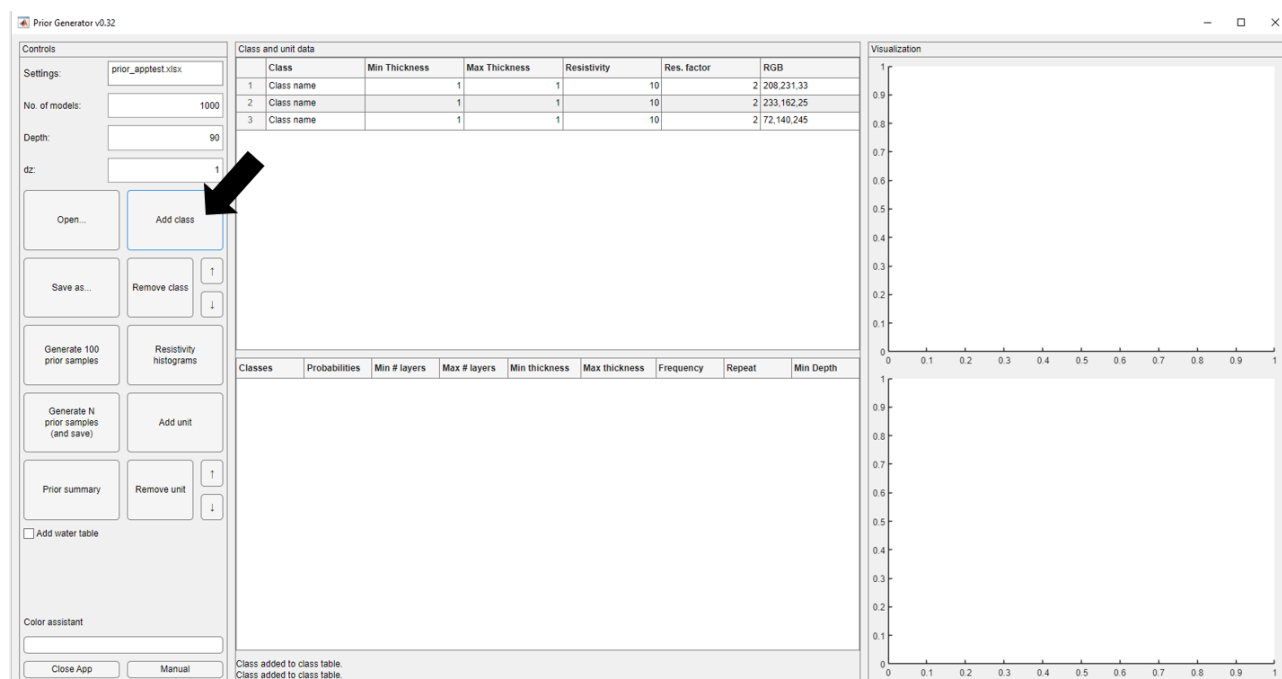 Prior Generator v0.32
Controls
Settings: prior_apptest.xlsx
No. of models: 1000
Depth: 90
dz: 1
Open...
Add class
Save as...
Remove class
↑
↓
Generate 100
prior samples
Resistivity
histograms
Generate N
prior samples
(and save)
Add unit
Prior summary
Remove unit
↑
↓
Add water table
Color assistant
Close App
Manual
Class and unit data
Class Min Thickness Max Thickness Resistivity Res. factor RGB
1 Class name 1 1 10 2 208,231,33
2 Class name 1 1 10 2 233,162,25
3 Class name 1 1 10 2 72,140,245
Classes Probabilities Min # layers Max # layers Min thickness Max thickness Frequency Repeat Min Depth
Class added to class table.
Class added to class table.
Visualization
1
0.9
0.8
0.7
0.6
0.5
0.4
0.3
0.2
0.1
0
0 0.1 0.2 0.3 0.4 0.5 0.6 0.7 0.8 0.9 1
1
0.9
0.8
0.7
0.6
0.5
0.4
0.3
0.2
0.1
0
0 0.1 0.2 0.3 0.4 0.5 0.6 0.7 0.8 0.9 1